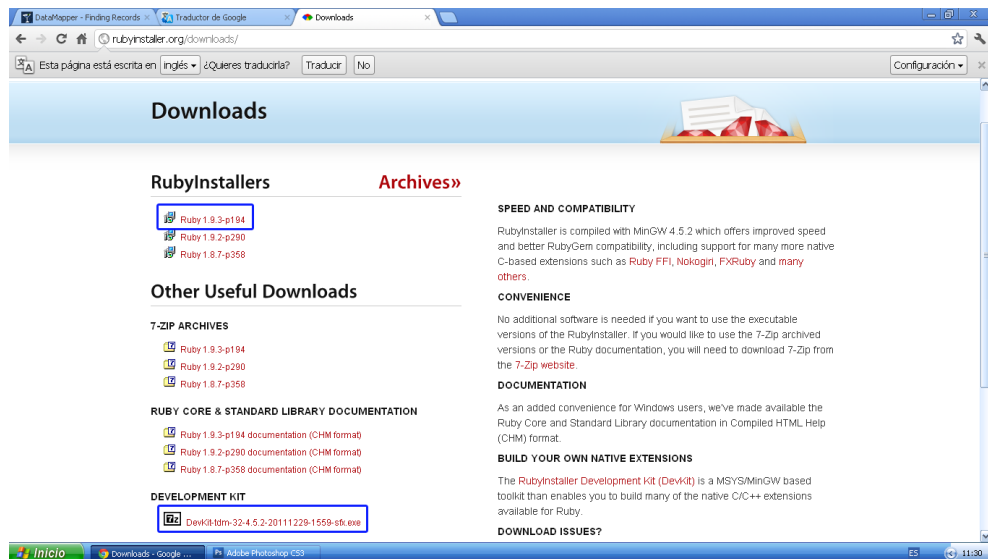 DataMapper - Finding Records
Traductor de Google
Downloads
rubyinstaller.org/downloads/
Esta página está escrita en inglés ¿Quieres traducirla? Traducir No Configuración
Downloads
RubyInstallers Archives»
Ruby 1.9.3-p194
Ruby 1.9.2-p290
Ruby 1.8.7-p358
Other Useful Downloads
7-ZIP ARCHIVES
Ruby 1.9.3-p194
Ruby 1.9.2-p290
Ruby 1.8.7-p358
RUBY CORE & STANDARD LIBRARY DOCUMENTATION
Ruby 1.9.3-p194 documentation (CHM format)
Ruby 1.9.2-p290 documentation (CHM format)
Ruby 1.8.7-p358 documentation (CHM format)
DEVELOPMENT KIT
DevKit-tdm-32-4.5.2-20111229-1559-sfx.exe
SPEED AND COMPATIBILITY
RubyInstaller is compiled with MinGW 4.5.2 which offers improved speed
and better RubyGem compatibility, including support for many more native
C-based extensions such as Ruby FFI, Nokogiri, FXRuby and many
others.
CONVENIENCE
No additional software is needed if you want to use the executable
versions of the RubyInstaller. If you would like to use the 7-Zip archived
versions or the Ruby documentation, you will need to download 7-Zip from
the 7-Zip website.
DOCUMENTATION
As an added convenience for Windows users, we've made available the
Ruby Core and Standard Library documentation in Compiled HTML Help
(CHM) format.
BUILD YOUR OWN NATIVE EXTENSIONS
The RubyInstaller Development Kit (DevKit) is a MSYS/MinGW based
toolkit than enables you to build many of the native C/C++ extensions
available for Ruby.
DOWNLOAD ISSUES?
Inicio Downloads - Google ... Adobe Photoshop CS3 ES 11:30